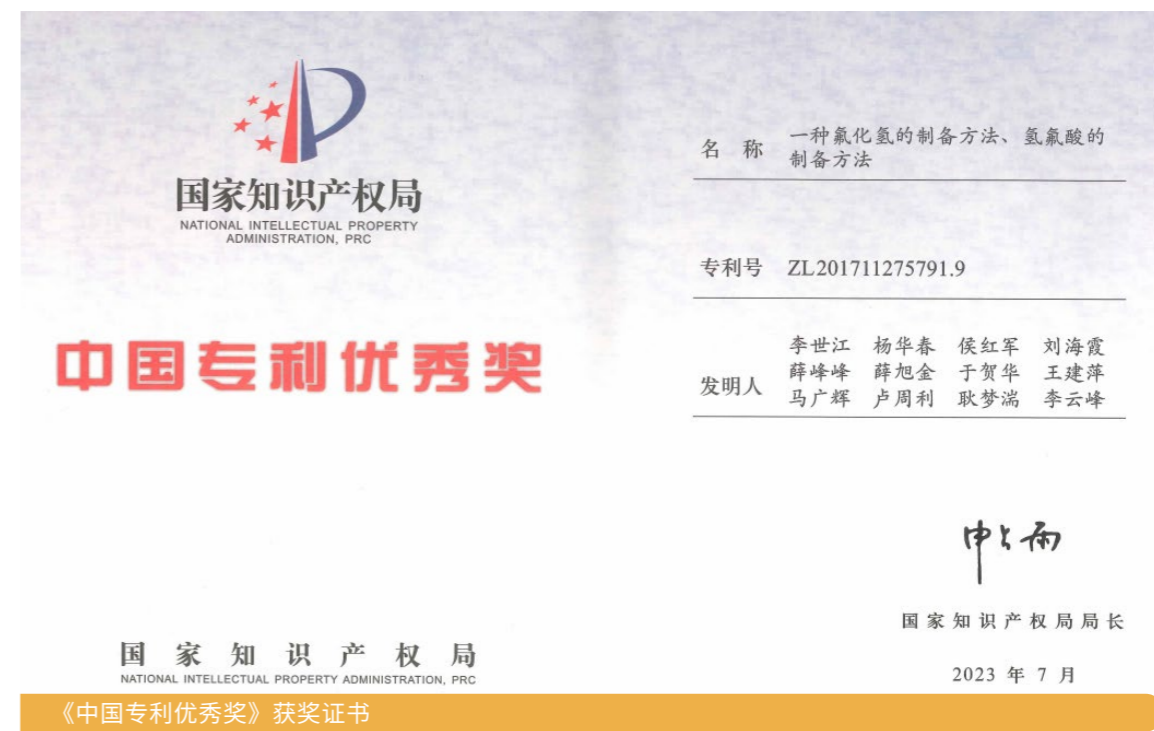 国家知识产权局
NATIONAL INTELLECTUAL PROPERTY
ADMINISTRATION, PRC
中国专利优秀奖
国家知识产权局
NATIONAL INTELLECTUAL PROPERTY ADMINISTRATION, PRC
名 称 一种氟化氢的制备方法、氢氟酸的
制备方法
专利号 ZL201711275791.9
李世江 杨华春 侯红军 刘海霞
发明人 薛峰峰 薛旭金 于贺华 王建萍
马广辉 卢周利 耿梦湍 李云峰
申长雨
国家知识产权局局长
2023 年 7 月
《中国专利优秀奖》获奖证书